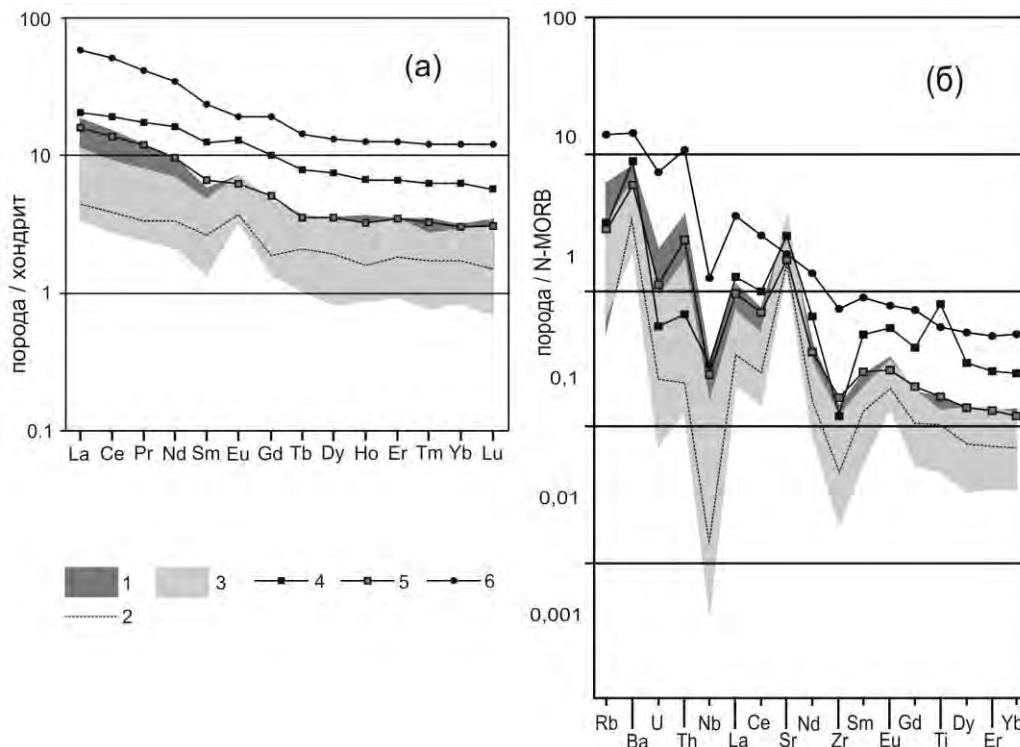 100
10
1
0.1
порода / хондрит
(а)
La Ce Pr Nd Sm Eu Gd Tb Dy Ho Er Tm Yb Lu
1 3 4 5 6
2
100
10
1
0,1
0,01
0,001
порода / N-MORB
(б)
Rb U Nb Ce Nd Sm Gd Dy Yb
Ba Th La Sr Zr Eu Ti Er